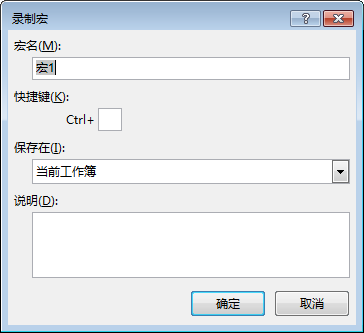 录制宏
宏名(M):
宏1
快捷键(K):
Ctrl+
保存在(I):
当前工作簿
说明(D):
确定
取消